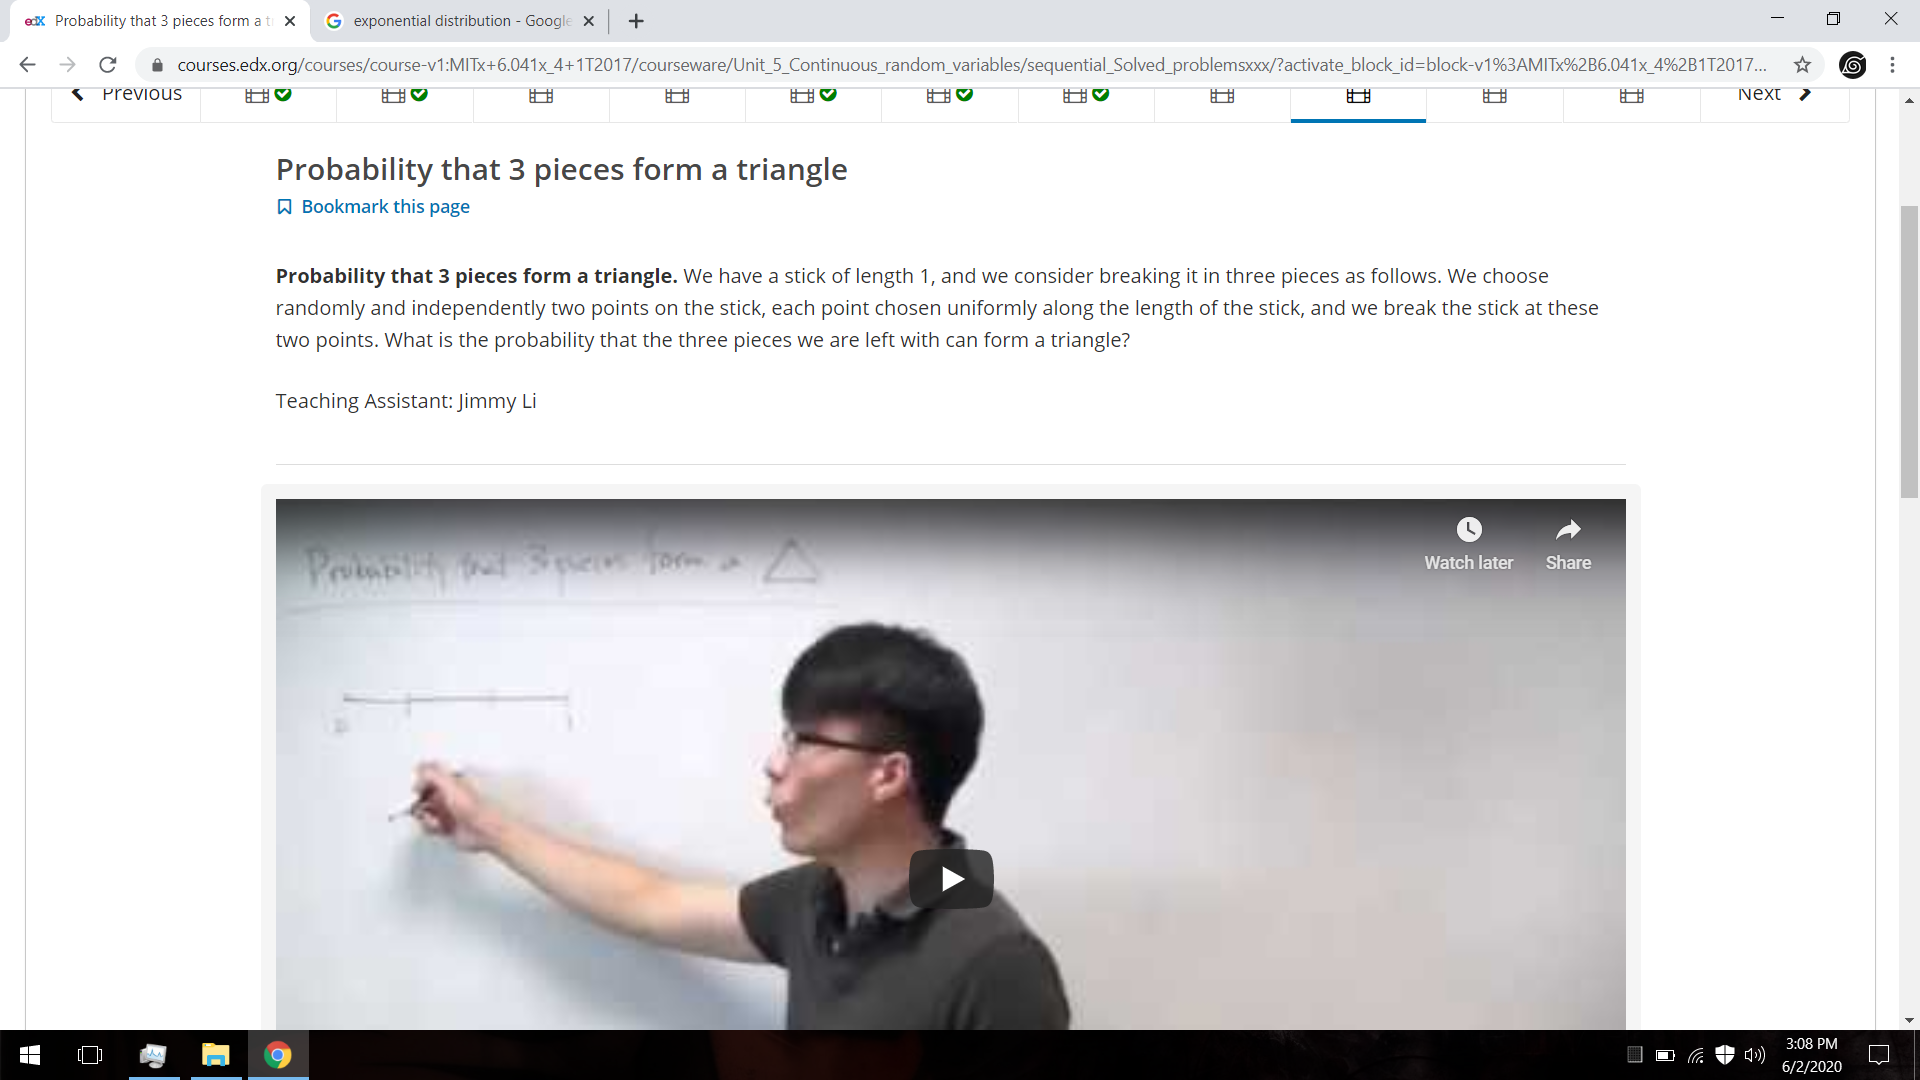 Probability that 3 pieces form a t
exponential distribution - Google
courses.edx.org/courses/course-v1:MITx+6.041x_4+1T2017/courseware/Unit_5_Continuous_random_variables/sequential_Solved_problemsxxx/?activate_block_id=block-v1%3AMITx%2B6.041x_4%2B1T2017...
Previous
Next
Probability that 3 pieces form a triangle
Bookmark this page
Probability that 3 pieces form a triangle. We have a stick of length 1, and we consider breaking it in three pieces as follows. We choose
randomly and independently two points on the stick, each point chosen uniformly along the length of the stick, and we break the stick at these
two points. What is the probability that the three pieces we are left with can form a triangle?
Teaching Assistant: Jimmy Li
Watch later
Share
Probability that 3 pieces form a
0 1
3:08 PM
6/2/2020